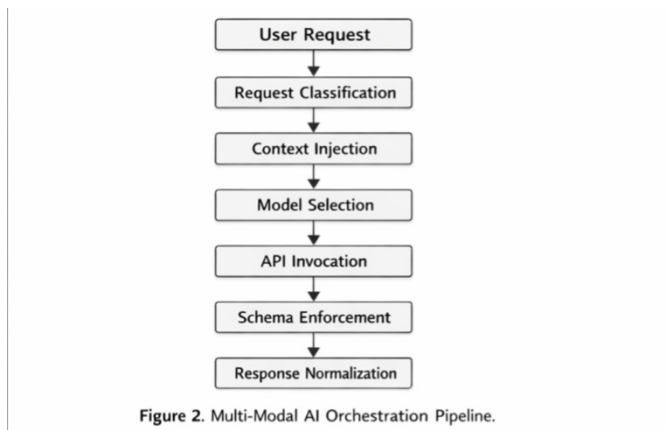 User Request
Request Classification
Context Injection
Model Selection
API Invocation
Schema Enforcement
Response Normalization
Figure 2. Multi-Modal AI Orchestration Pipeline.